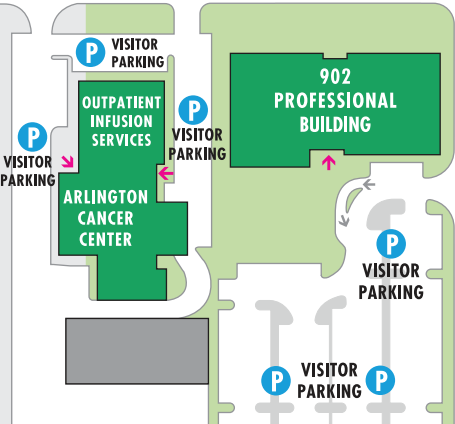 P VISITOR
PARKING
902
PROFESSIONAL
BUILDING
OUTPATIENT
INFUSION
SERVICES
P
VISITOR
PARKING
P
VISITOR
PARKING
ARLINGTON
CANCER
CENTER
P
VISITOR
PARKING
P VISITOR P
PARKING